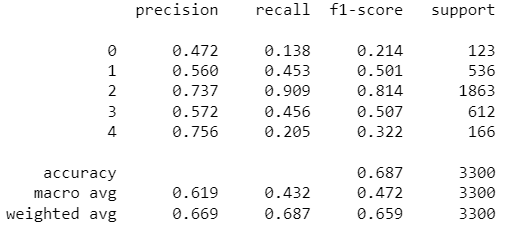 precision recall f1-score support
0 0.472 0.138 0.214 123
1 0.560 0.453 0.501 536
2 0.737 0.909 0.814 1863
3 0.572 0.456 0.507 612
4 0.756 0.205 0.322 166
accuracy 0.687 3300
macro avg 0.619 0.432 0.472 3300
weighted avg 0.669 0.687 0.659 3300